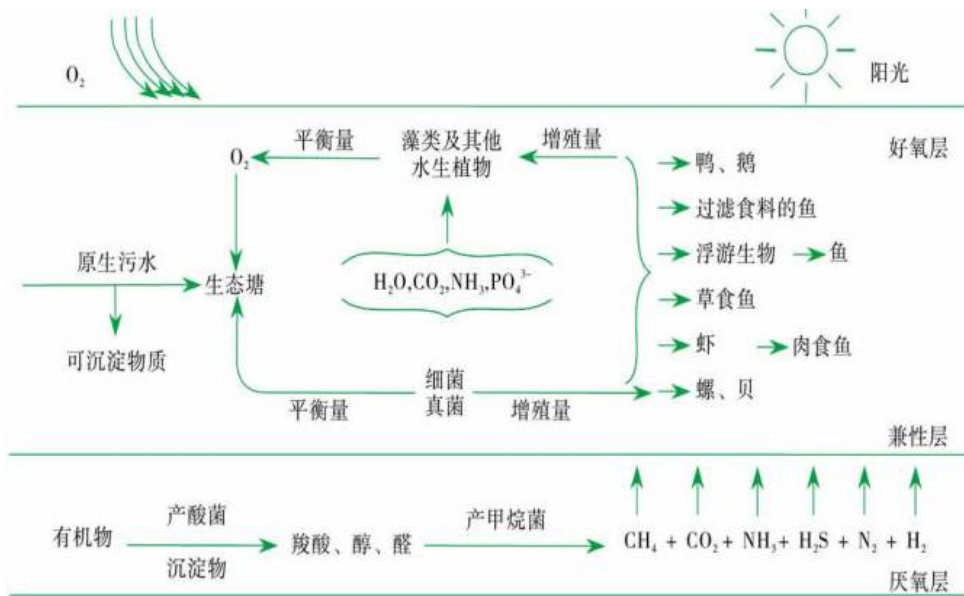 O₂
阳光
好氧层
平衡量
藻类及其他
水生植物
增殖量
O₂
鸭、鹅
过滤食料的鱼
浮游生物
鱼
原生污水
生态塘
H₂O,CO₂,NH₃,PO₄³⁻
草食鱼
可沉淀物质
虾
肉食鱼
平衡量
细菌
真菌
增殖量
螺、贝
兼性层
有机物
产酸菌
沉淀物
羧酸、醇、醛
产甲烷菌
CH₄ + CO₂ + NH₃ + H₂S + N₂ + H₂
厌氧层